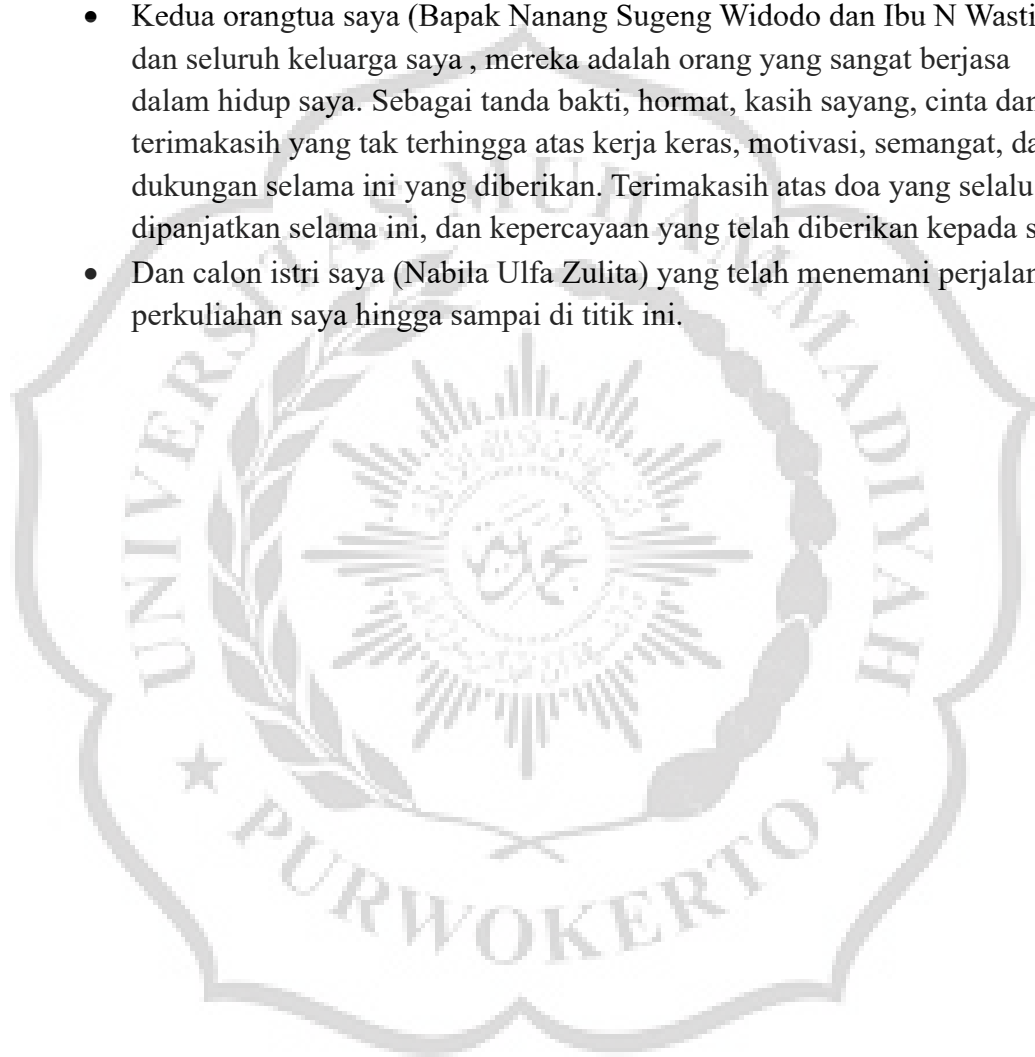 • Kedua orangtua saya (Bapak Nanang Sugeng Widodo dan Ibu N Wasti
dan seluruh keluarga saya , mereka adalah orang yang sangat berjasa
dalam hidup saya. Sebagai tanda bakti, hormat, kasih sayang, cinta dan
terimakasih yang tak terhingga atas kerja keras, motivasi, semangat, da
dukungan selama ini yang diberikan. Terimakasih atas doa yang selalu
dipanjatkan selama ini, dan kepercayaan yang telah diberikan kepada s
• Dan calon istri saya (Nabila Ulfa Zulita) yang telah menemani perjalan
perkuliahan saya hingga sampai di titik ini.
UNIVERSITAS MUHAMMADIYAH
PURWOKERTO